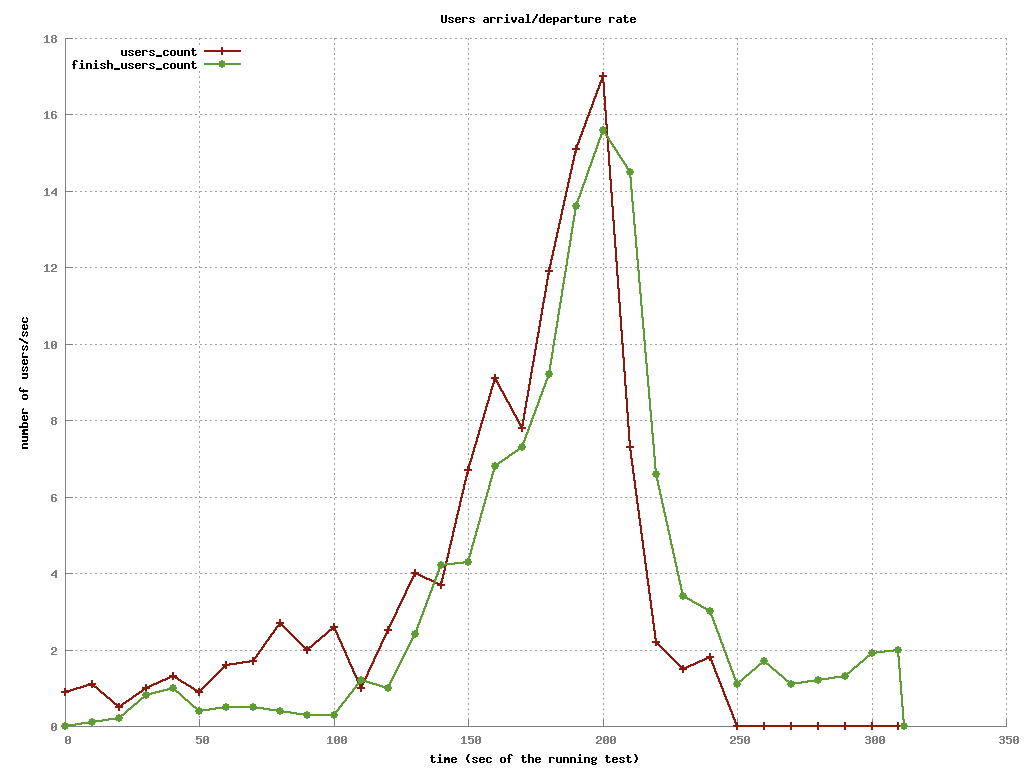 Users arrival/departure rate
users_count
finish_users_count
18
16
14
12
10
8
6
4
2
0
number of users/sec
0 50 100 150 200 250 300 350
time (sec of the running test)